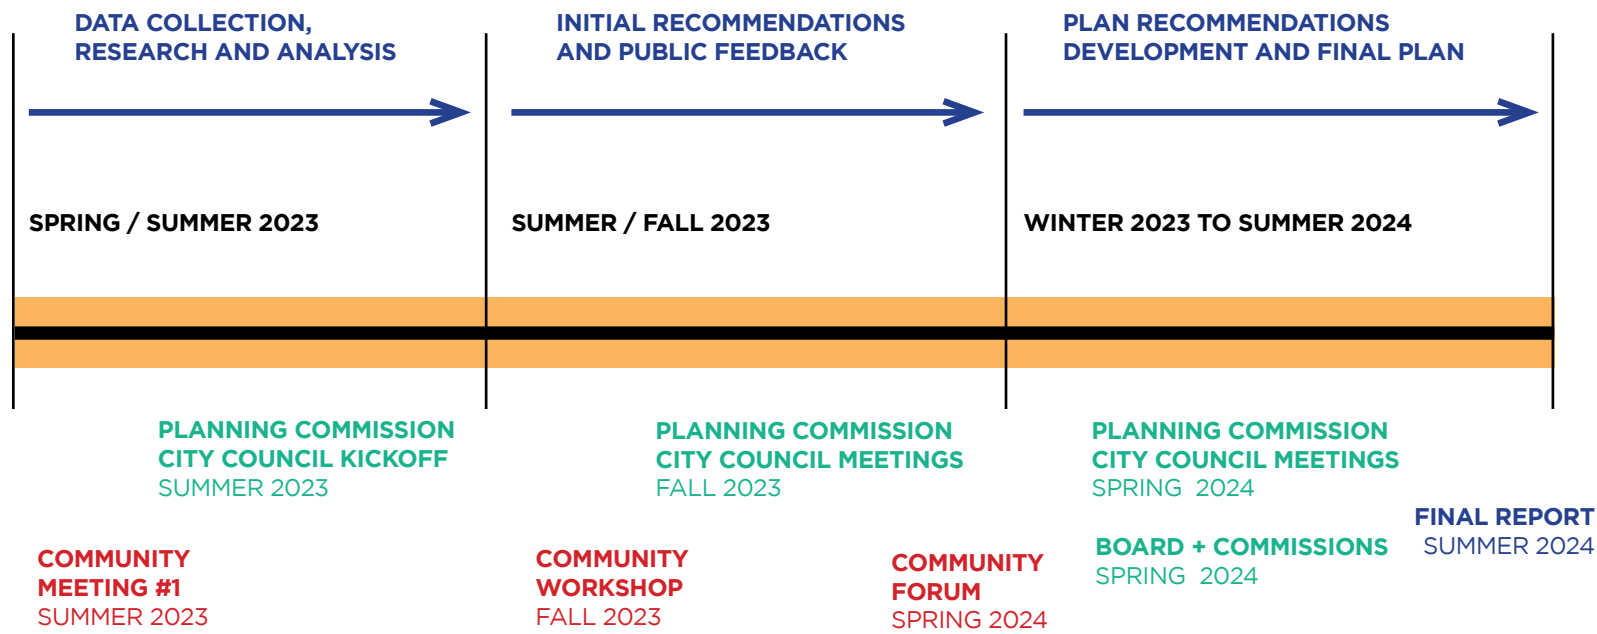 DATA COLLECTION,
RESEARCH AND ANALYSIS
INITIAL RECOMMENDATIONS
AND PUBLIC FEEDBACK
PLAN RECOMMENDATIONS
DEVELOPMENT AND FINAL PLAN
SPRING / SUMMER 2023
SUMMER / FALL 2023
WINTER 2023 TO SUMMER 2024
PLANNING COMMISSION
CITY COUNCIL KICKOFF
SUMMER 2023
PLANNING COMMISSION
CITY COUNCIL MEETINGS
FALL 2023
PLANNING COMMISSION
CITY COUNCIL MEETINGS
SPRING 2024
FINAL REPORT
SUMMER 2024
BOARD + COMMISSIONS
SPRING 2024
COMMUNITY
MEETING #1
SUMMER 2023
COMMUNITY
WORKSHOP
FALL 2023
COMMUNITY
FORUM
SPRING 2024